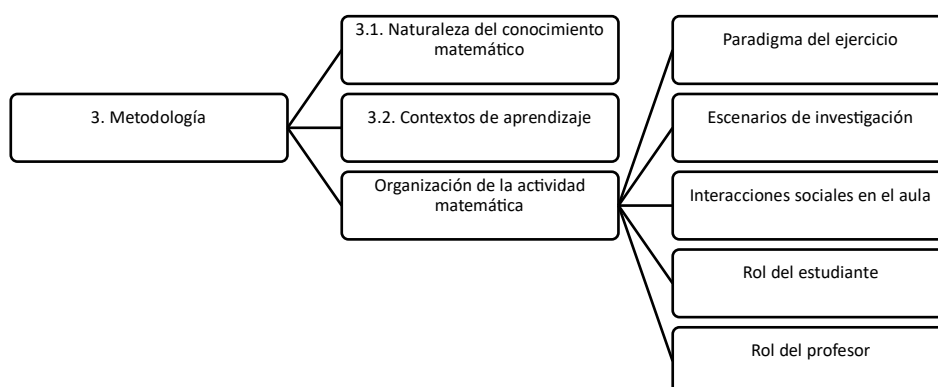 3. Metodología
3.1. Naturaleza del conocimiento
matemático
3.2. Contextos de aprendizaje
Organización de la actividad
matemática
Paradigma del ejercicio
Escenarios de investigación
Interacciones sociales en el aula
Rol del estudiante
Rol del profesor